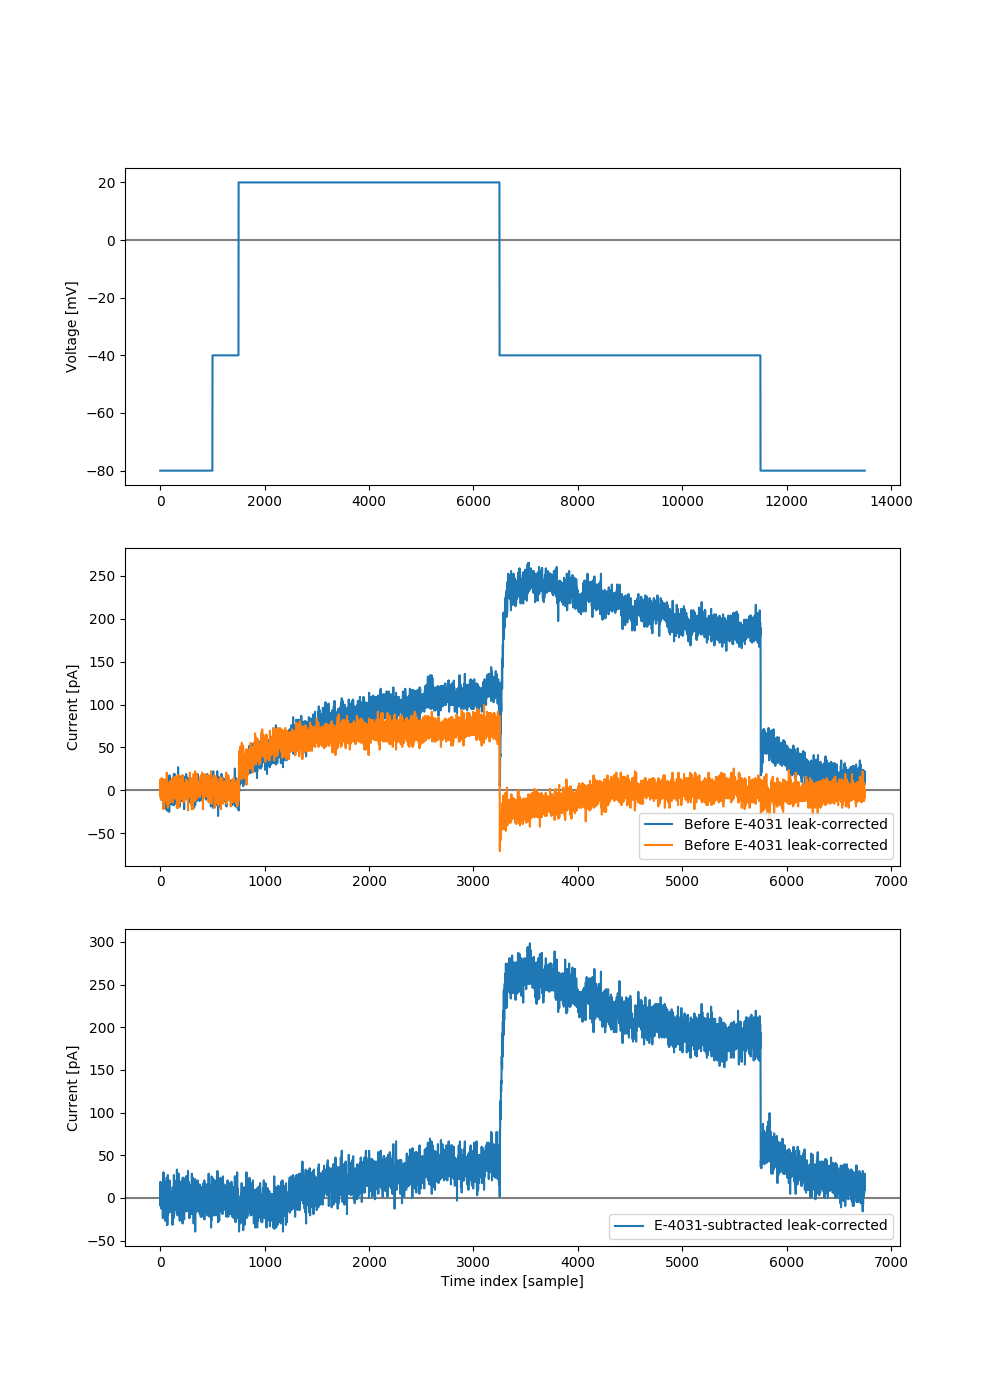 20
0
−20
−40
−60
−80
Voltage [mV]
0 2000 4000 6000 8000 10000 12000 14000
250
200
150
100
50
0
−50
Current [pA]
Before E-4031 leak-corrected
Before E-4031 leak-corrected
0 1000 2000 3000 4000 5000 6000 7000
300
250
200
150
100
50
0
−50
Current [pA]
E-4031-subtracted leak-corrected
0 1000 2000 3000 4000 5000 6000 7000
Time index [sample]